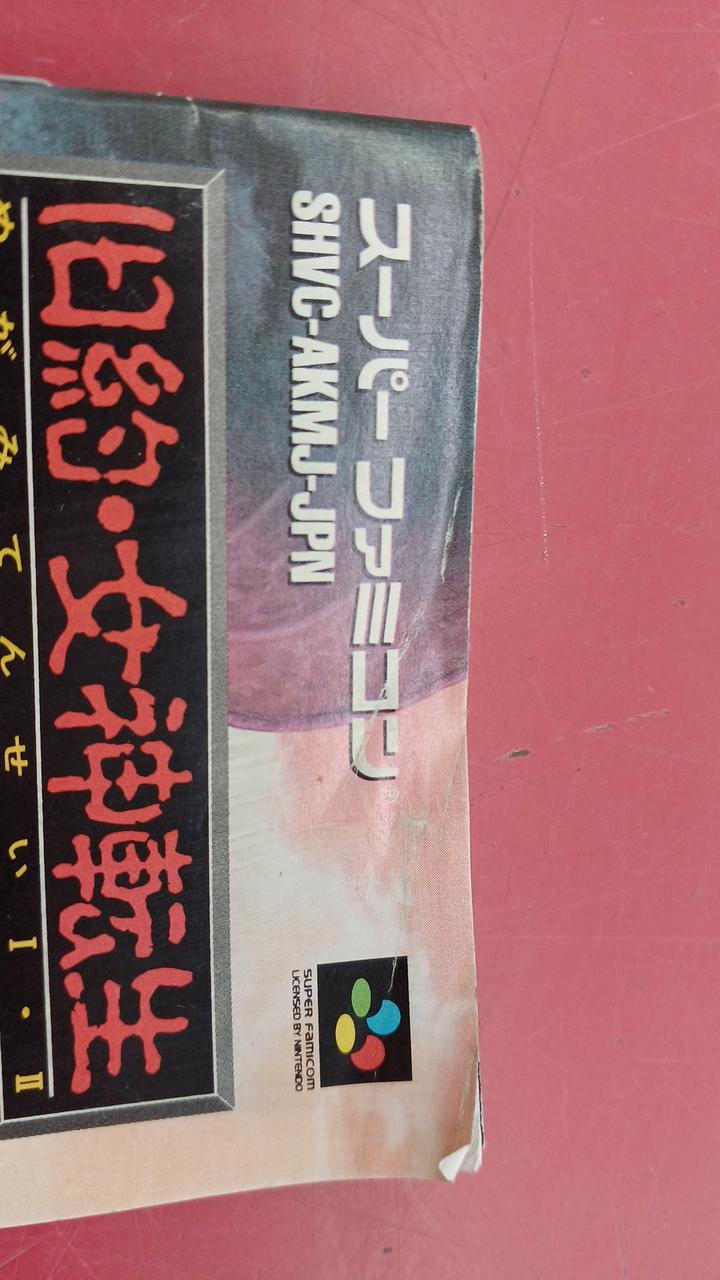 スーパーファミコン®
SHVC-AKMJ-JPN
SUPER FAMICOM
LICENSED BY NINTENDO
旧約・女神転生
めがみてんせいI・II